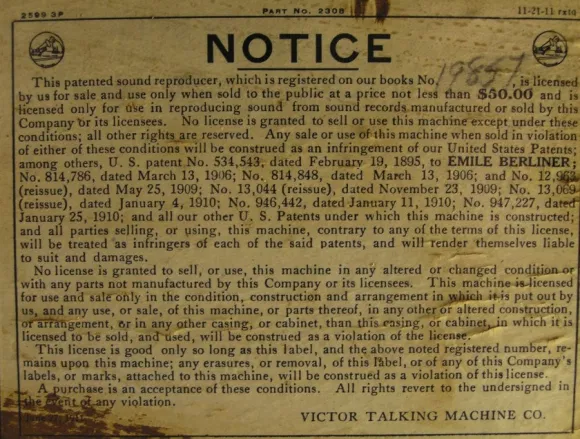 2599 3P PART NO. 2308 11-21-11
NOTICE
This patented sound reproducer, which is registered on our books No. 19857, is licensed
by us for sale and use only when sold to the public at a price not less than $50.00 and is
licensed only for use in reproducing sound from sound records manufactured or sold by this
Company or its licensees. No license is granted to sell or use this machine except under these
conditions; all other rights are reserved. Any sale or use of this machine when sold in violation
of either of these conditions will be construed as an infringement of our United States Patents;
among others, U. S. patent No. 534,543, dated February 19, 1895, to EMILE BERLINER;
No. 814,786, dated March 13, 1906; No. 814,848, dated March 13, 1906; and No. 12,963
(reissue), dated May 25, 1909; No. 13,044 (reissue), dated November 23, 1909; No. 13,069
(reissue), dated January 4, 1910; No. 946,442, dated January 11, 1910; No. 947,227, dated
January 25, 1910; and all our other U. S. Patents under which this machine is constructed;
and all parties selling, or using, this machine, contrary to any of the terms of this license,
will be treated as infringers of each of the said patents, and will render themselves liable
to suit and damages.
No license is granted to sell, or use, this machine in any altered or changed condition or
with any parts not manufactured by this Company or its licensees. This machine is licensed
for use and sale only in the condition, construction and arrangement in which it is put out by
us, and any use, or sale, of this machine, or parts thereof, in any other or altered construction,
or arrangement, or in any other casing, or cabinet, than this casing, or cabinet, in which it is
licensed to be sold, and used, will be construed as a violation of the license.
This license is good only so long as this label, and the above noted registered number, re-
mains upon this machine; any erasures, or removal, of this label, or of any of this Company's
labels, or marks, attached to this machine, will be construed a violation of this license.
A purchase is an acceptance of these conditions. All rights revert to the undersigned in
the event of any violation.
VICTOR TALKING MACHINE CO.